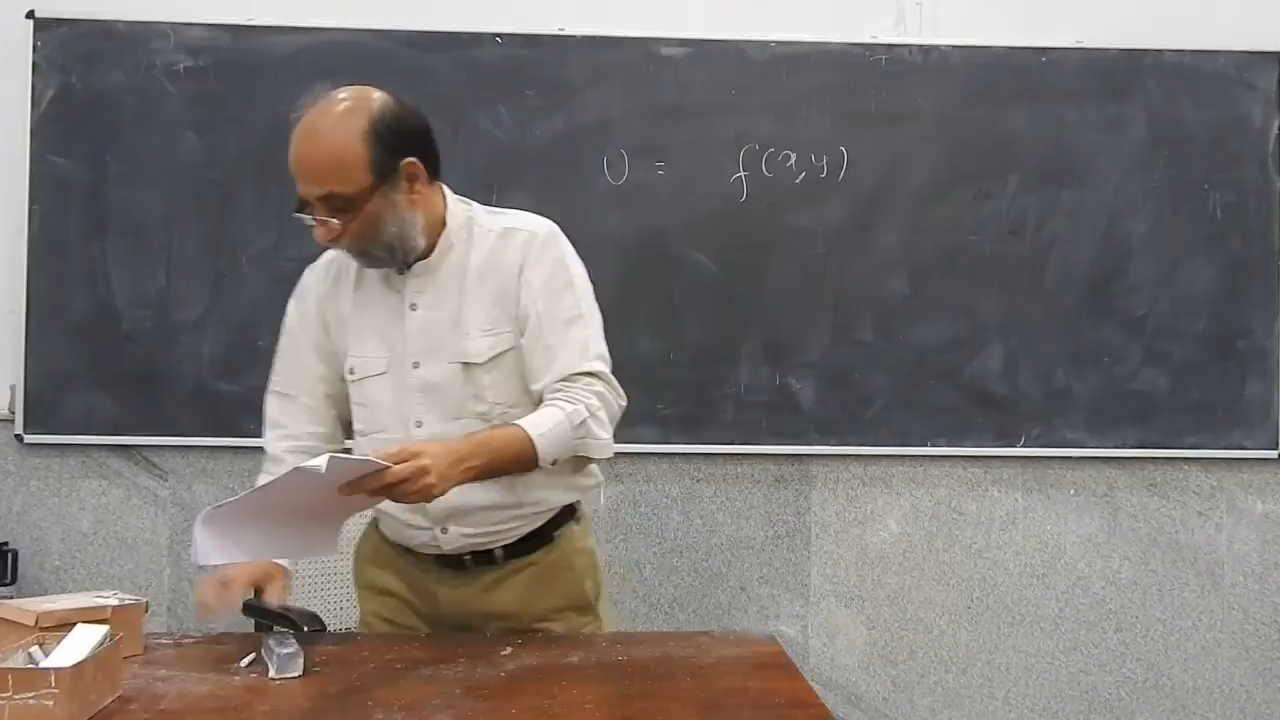 U = f(x,y)